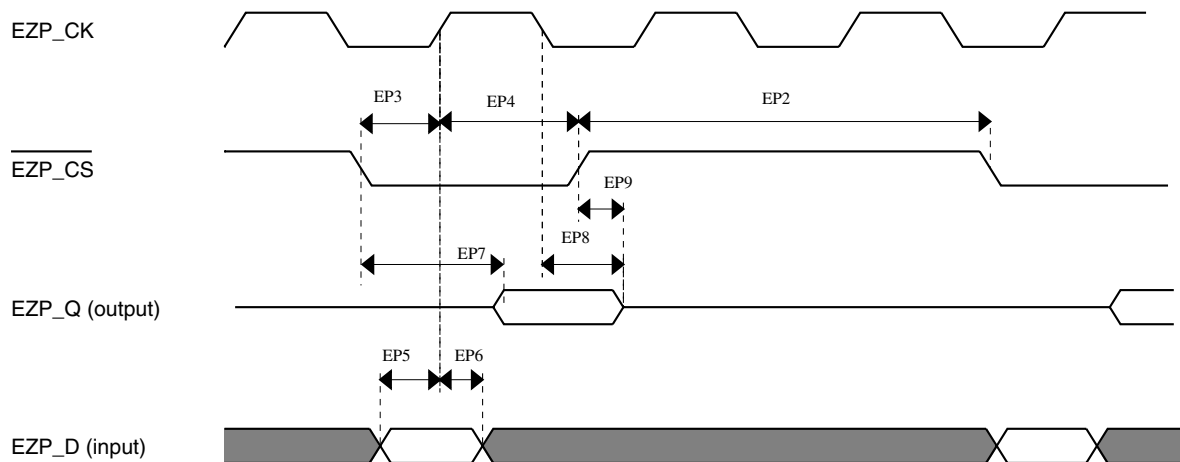 EZP_CK
EP3
EP4
EP2
EZP_CS
EP9
EP8
EP7
EZP_Q (output)
EP5
EP6
EZP_D (input)